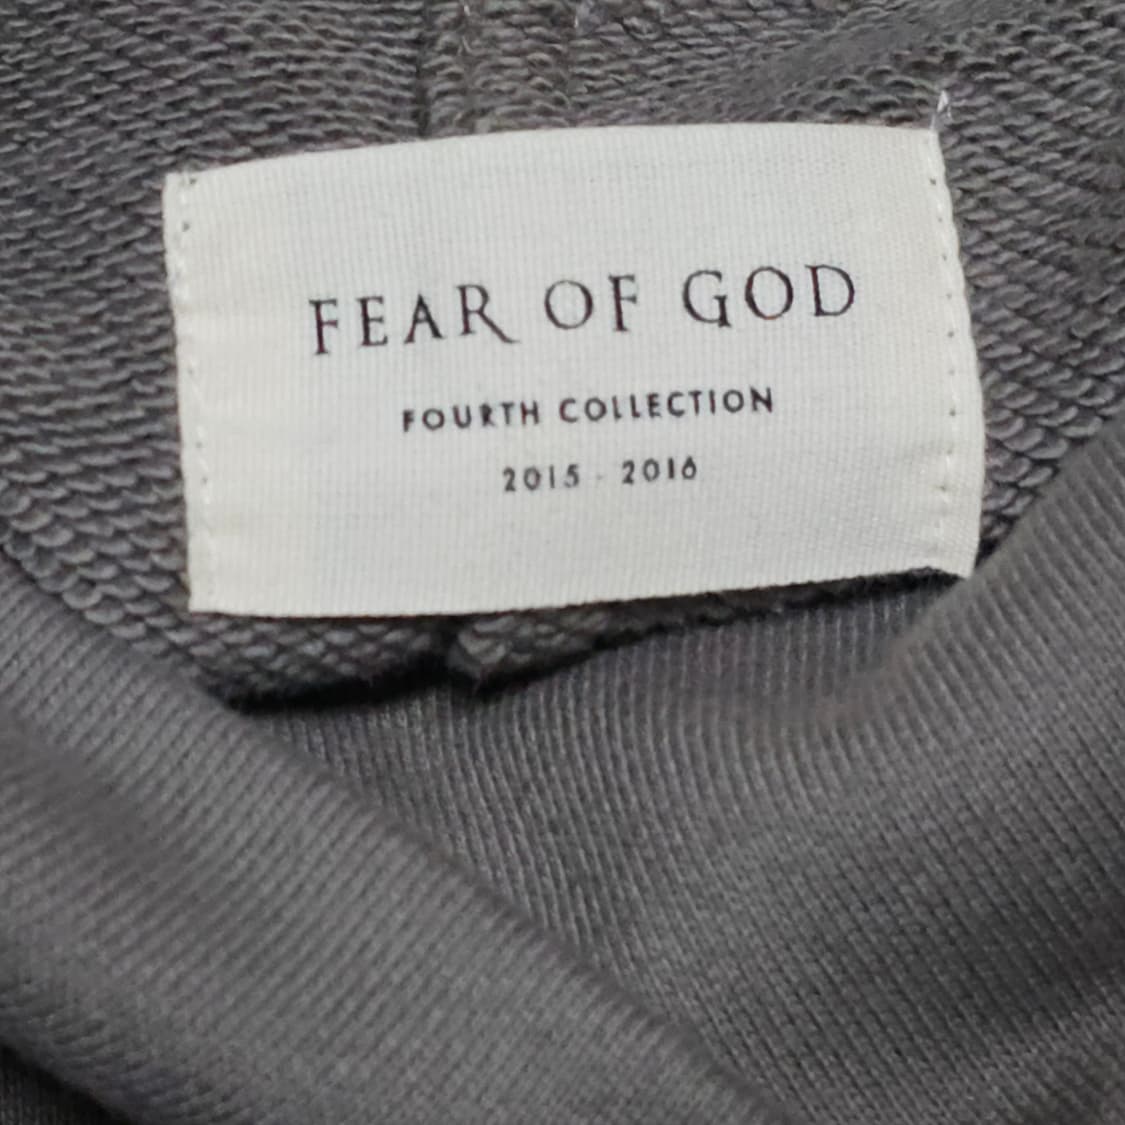 FEAR OF GOD
FOURTH COLLECTION
2015 - 2016